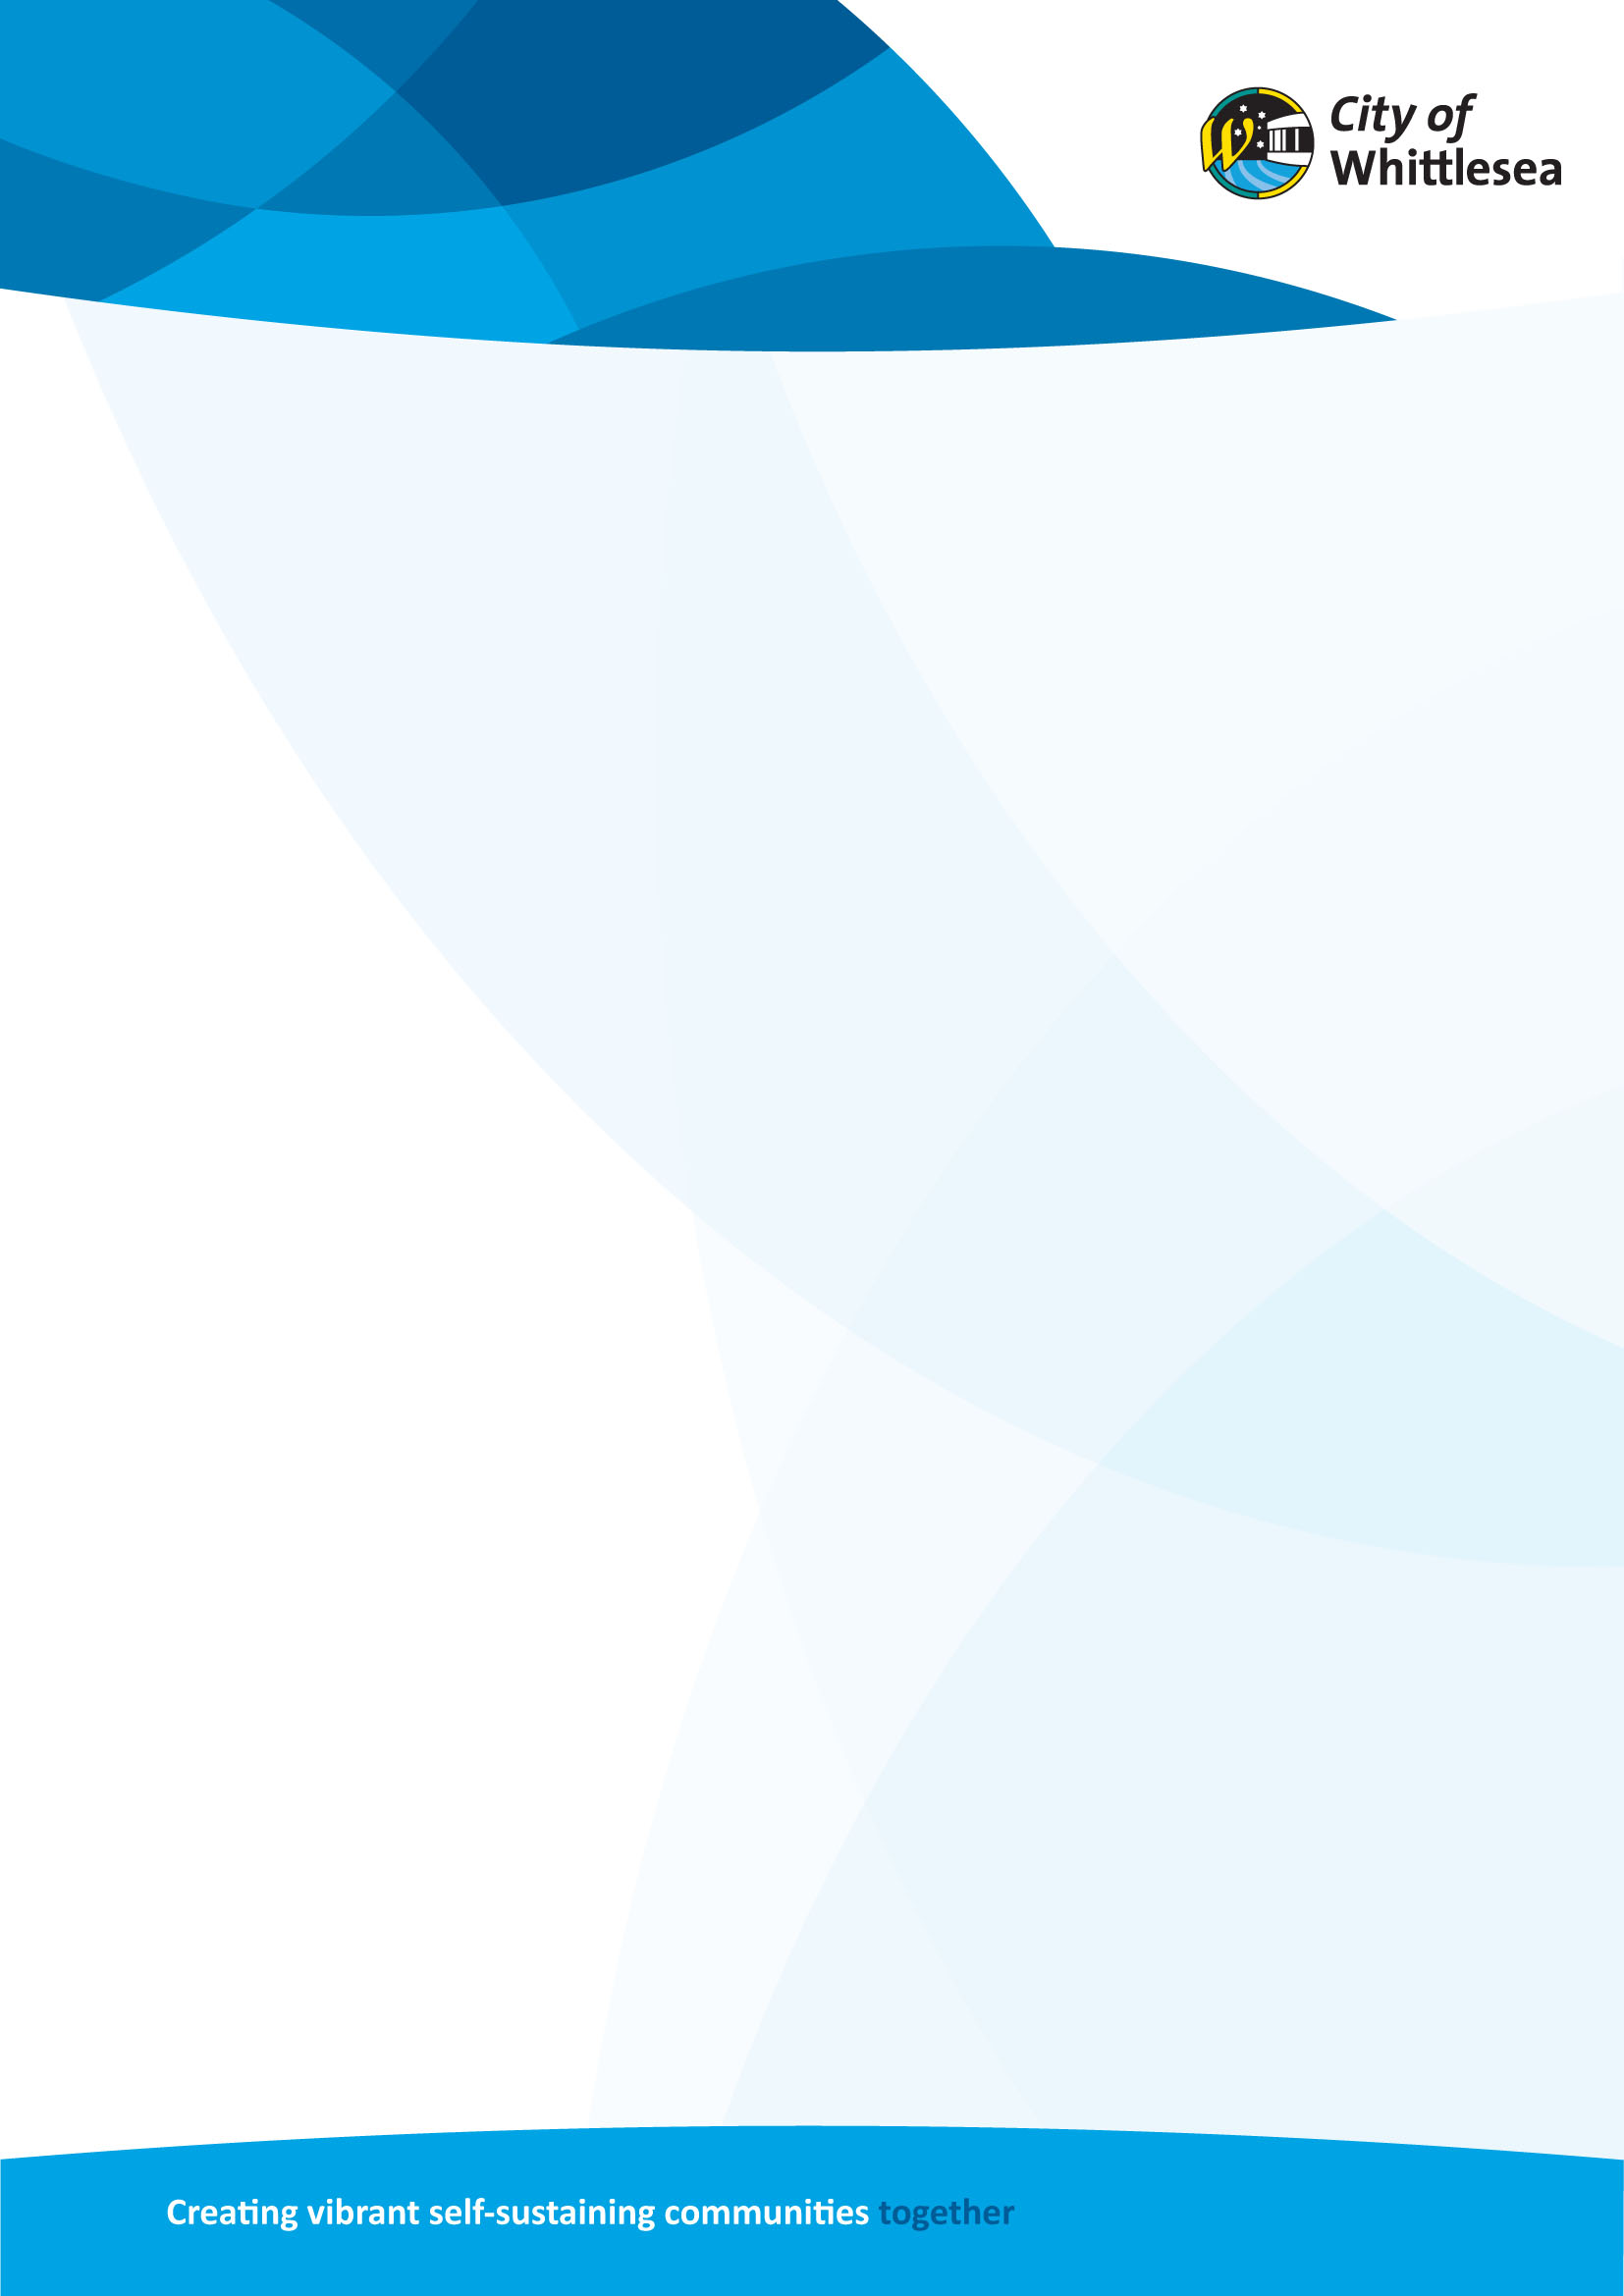 City of
Whittlesea
Creating vibrant self-sustaining communities together